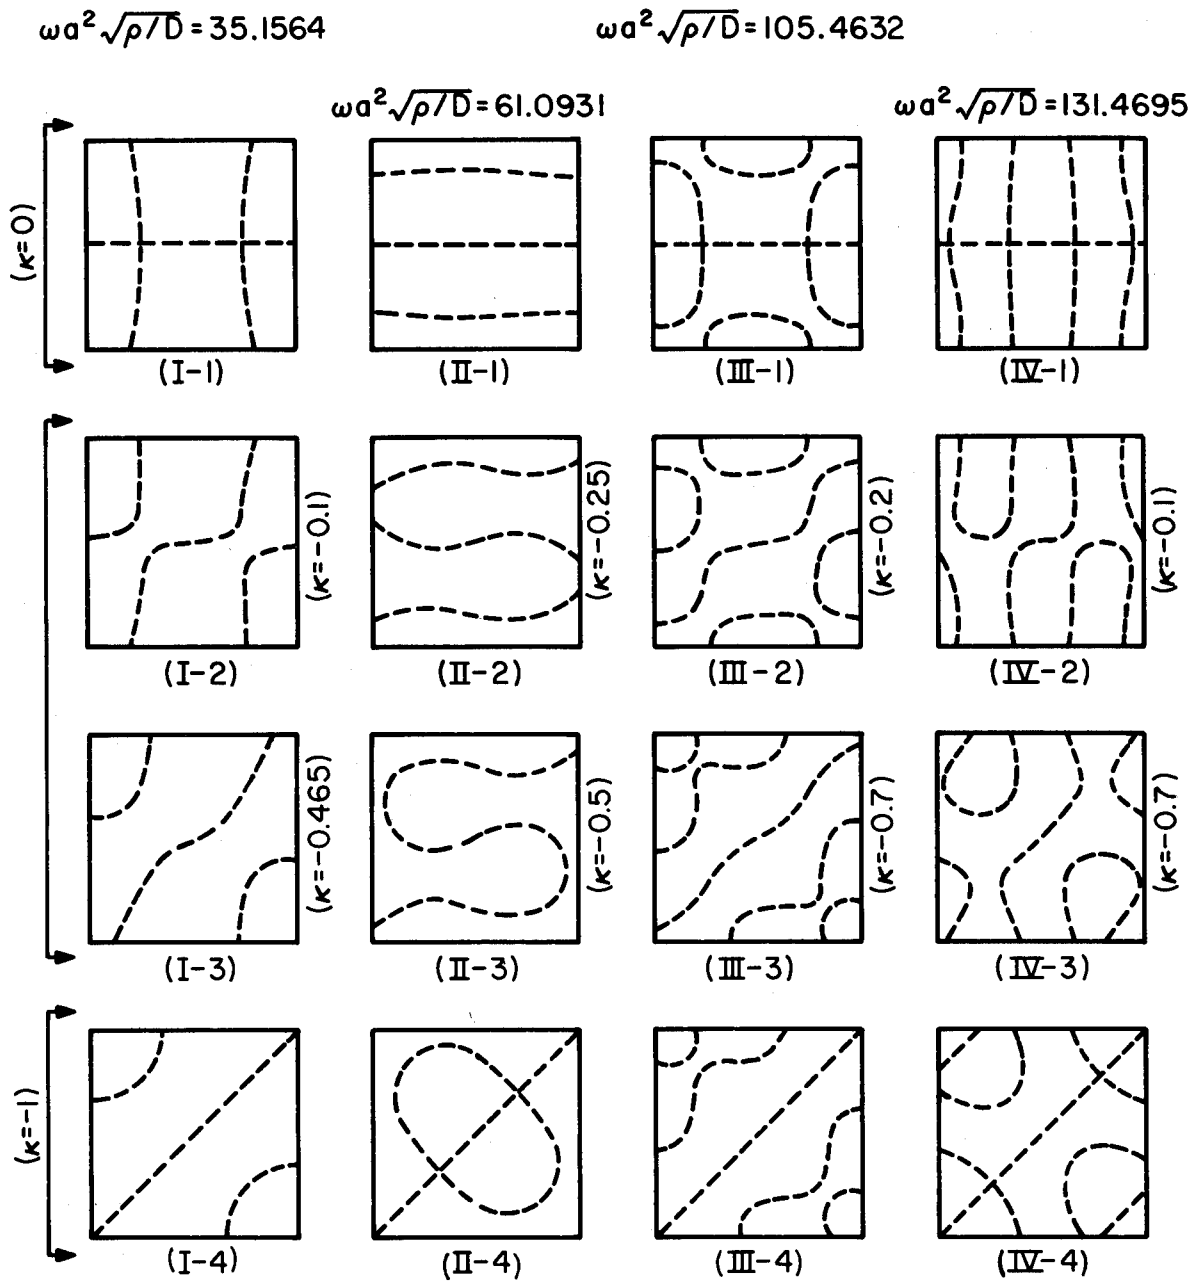 ωa²√ρ/D = 35.1564
ωa²√ρ/D = 105.4632
ωa²√ρ/D = 61.0931
ωa²√ρ/D = 131.4695
(κ=0)
(I-1)
(II-1)
(III-1)
(IV-1)
(κ=-0.1)
(κ=-0.25)
(κ=-0.2)
(κ=-0.1)
(I-2)
(II-2)
(III-2)
(IV-2)
(κ=-0.465)
(κ=-0.5)
(κ=-0.7)
(κ=-0.7)
(I-3)
(II-3)
(III-3)
(IV-3)
(κ=-1)
(I-4)
(II-4)
(III-4)
(IV-4)